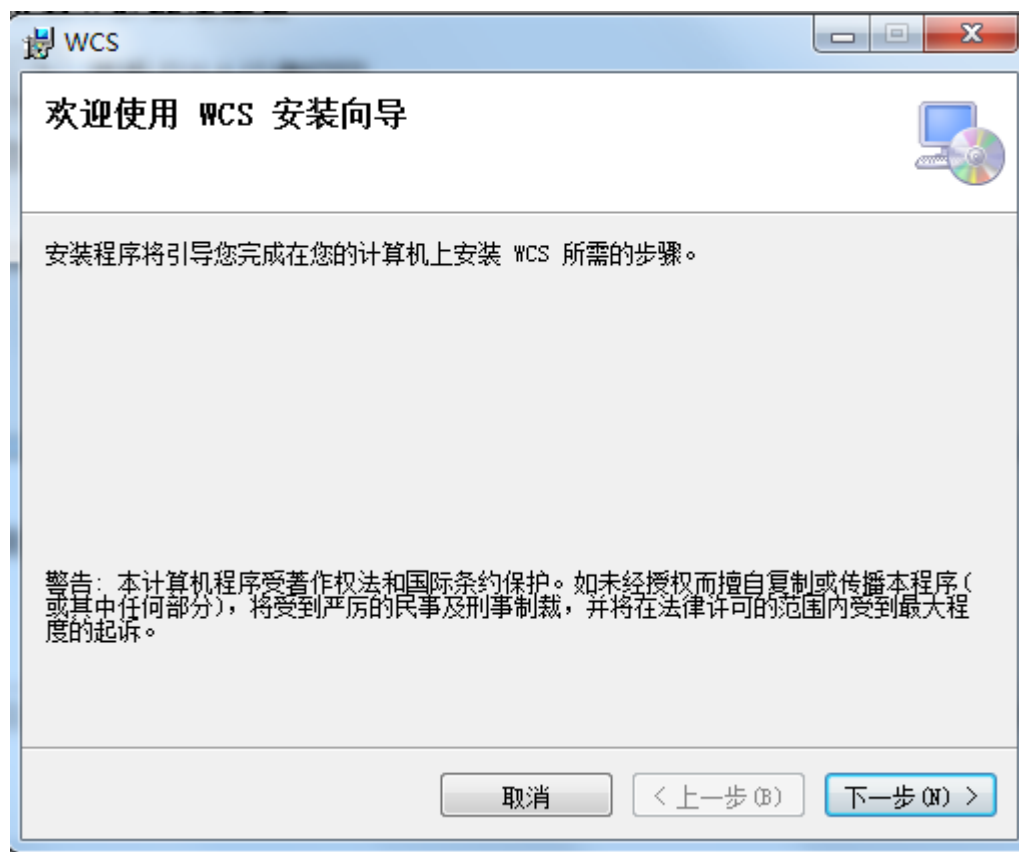 WCS
欢迎使用 WCS 安装向导
安装程序将引导您完成在您的计算机上安装 WCS 所需的步骤。
警告: 本计算机程序受著作权法和国际条约保护。如未经授权而擅自复制或传播本程序(
或其中任何部分),将受到严厉的民事及刑事制裁,并将在法律许可的范围内受到最大程
度的起诉。
取消 < 上一步(B) 下一步(N) >